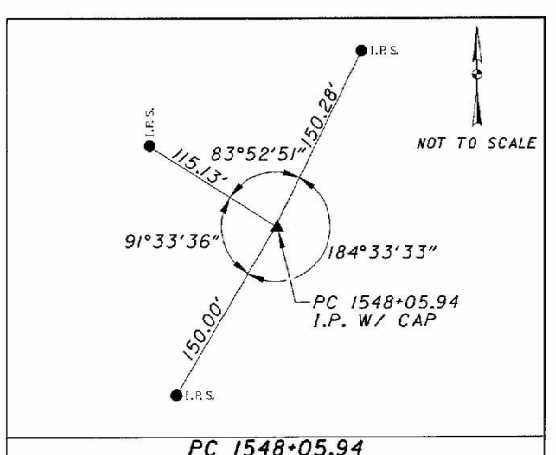 I.P.S.
I.P.S.
150.28'
NOT TO SCALE
83°52'51"
115.13'
91°33'36"
184°33'33"
PC 1548+05.94
I.P. W/ CAP
150.00'
I.P.S.
PC 1548+05.94